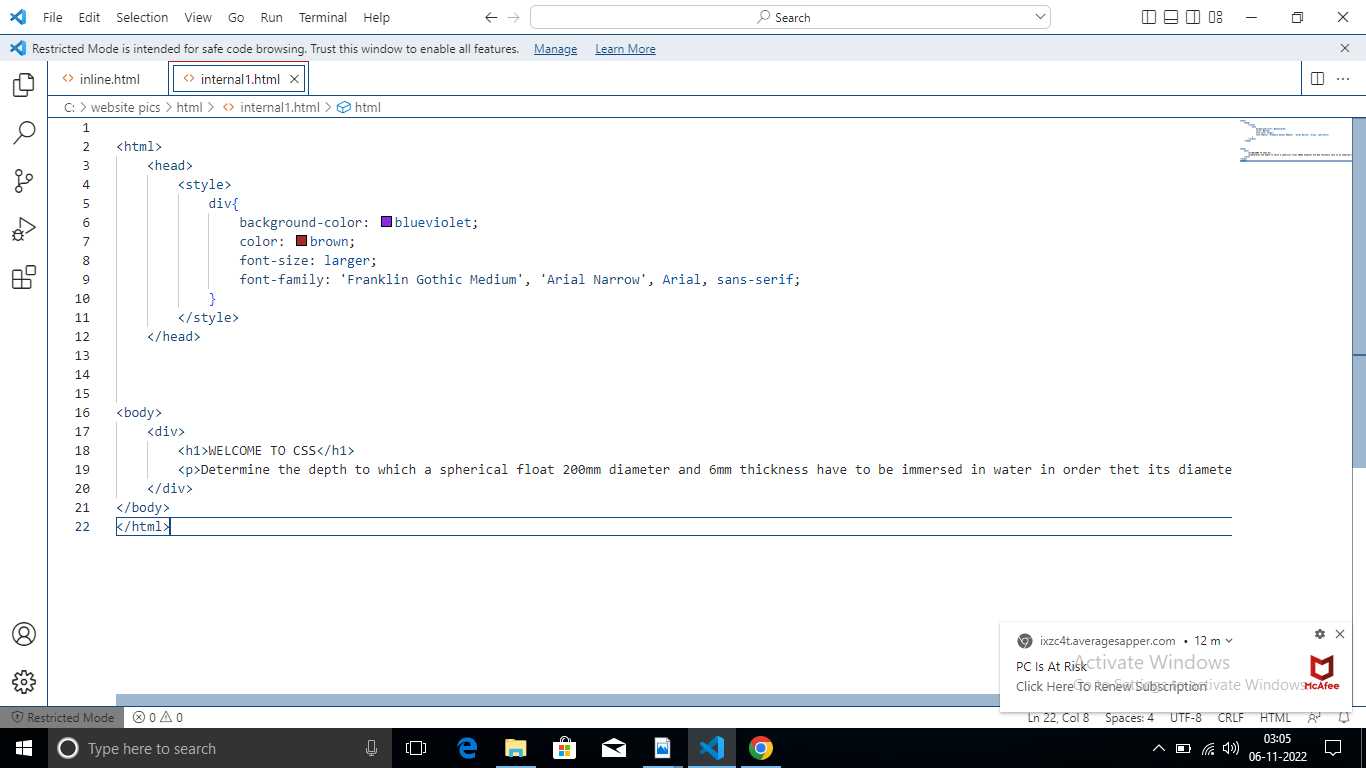 File Edit Selection View Go Run Terminal Help Search
Restricted Mode is intended for safe code browsing. Trust this window to enable all features. Manage Learn More
inline.html internal1.html
C: > website pics > html > internal1.html > html
1
2 <html>
3 <head>
4 <style>
5 div{
6 background-color: blueviolet;
7 color: brown;
8 font-size: larger;
9 font-family: 'Franklin Gothic Medium', 'Arial Narrow', Arial, sans-serif;
10 }
11 </style>
12 </head>
13
14
15
16 <body>
17 <div>
18 <h1>WELCOME TO CSS</h1>
19 <p>Determine the depth to which a spherical float 200mm diameter and 6mm thickness have to be immersed in water in order thet its diamete
20 </div>
21 </body>
22 </html>
ixzc4t.averagesapper.com • 12 m
PC Is At Risk
Click Here To Renew Subscription
McAfee
Activate Windows
Go to Settings to activate Windows.
Restricted Mode 0 0 Ln 22, Col 8 Spaces: 4 UTF-8 CRLF HTML
Type here to search
03:05
06-11-2022